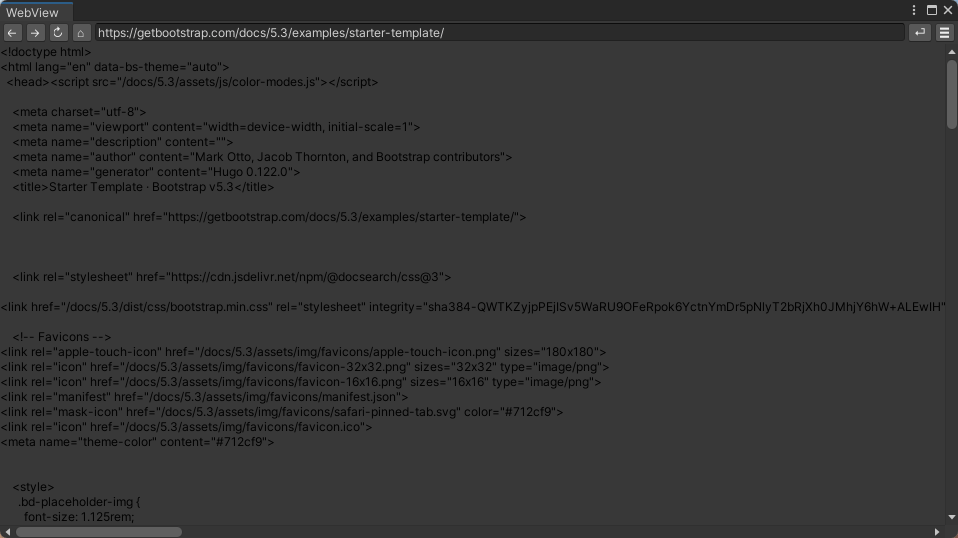 WebView
https://getbootstrap.com/docs/5.3/examples/starter-template/
<!doctype html>
<html lang="en" data-bs-theme="auto">
<head><script src="/docs/5.3/assets/js/color-modes.js"></script>
<meta charset="utf-8">
<meta name="viewport" content="width=device-width, initial-scale=1">
<meta name="description" content="">
<meta name="author" content="Mark Otto, Jacob Thornton, and Bootstrap contributors">
<meta name="generator" content="Hugo 0.122.0">
<title>Starter Template · Bootstrap v5.3</title>
<link rel="canonical" href="https://getbootstrap.com/docs/5.3/examples/starter-template/">
<link rel="stylesheet" href="https://cdn.jsdelivr.net/npm/@docsearch/css@3">
<link href="/docs/5.3/dist/css/bootstrap.min.css" rel="stylesheet" integrity="sha384-QWTKZyjpPEjISv5WaRU9OFeRpok6YctnYmDr5pNlyT2bRjXh0JMhjY6hW+ALEwIH"
<!-- Favicons -->
<link rel="apple-touch-icon" href="/docs/5.3/assets/img/favicons/apple-touch-icon.png" sizes="180x180">
<link rel="icon" href="/docs/5.3/assets/img/favicons/favicon-32x32.png" sizes="32x32" type="image/png">
<link rel="icon" href="/docs/5.3/assets/img/favicons/favicon-16x16.png" sizes="16x16" type="image/png">
<link rel="manifest" href="/docs/5.3/assets/img/favicons/manifest.json">
<link rel="mask-icon" href="/docs/5.3/assets/img/favicons/safari-pinned-tab.svg" color="#712cf9">
<link rel="icon" href="/docs/5.3/assets/img/favicons/favicon.ico">
<meta name="theme-color" content="#712cf9">
<style>
.bd-placeholder-img {
font-size: 1.125rem;